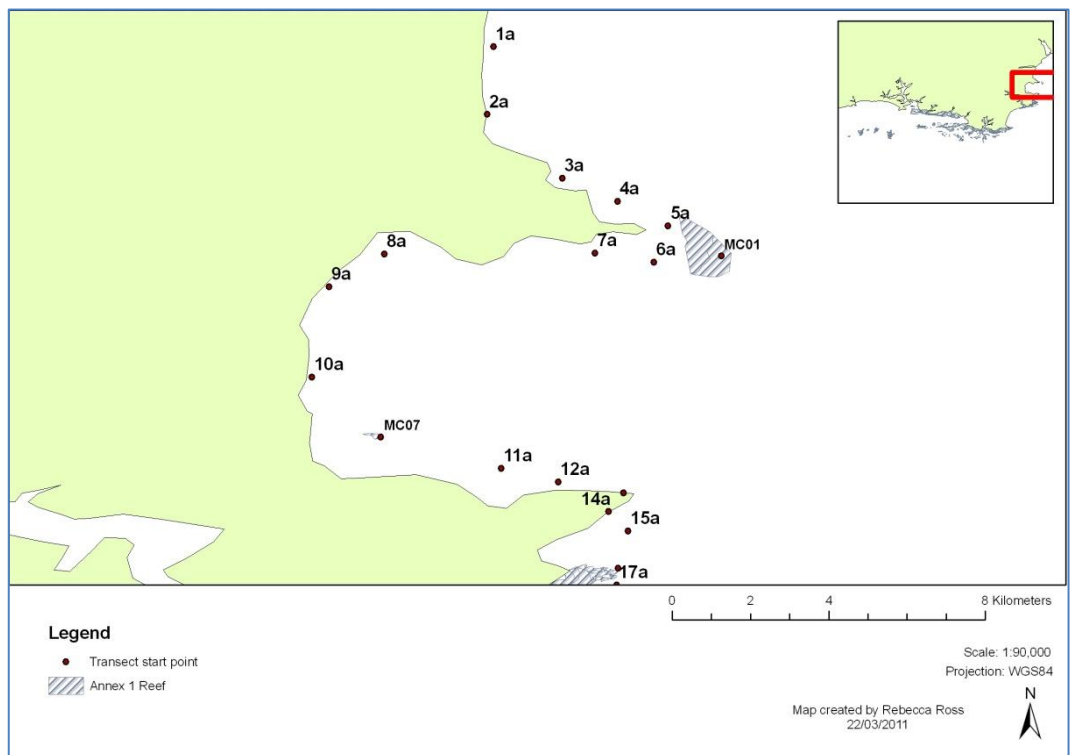 1a
2a
3a
4a
5a
MC01
6a
7a
8a
9a
10a
MC07
11a
12a
14a
15a
17a
0 2 4 8 Kilometers
Legend
Transect start point
Annex 1 Reef
Scale: 1:90,000
Projection: WGS84
N
Map created by Rebecca Ross
22/03/2011